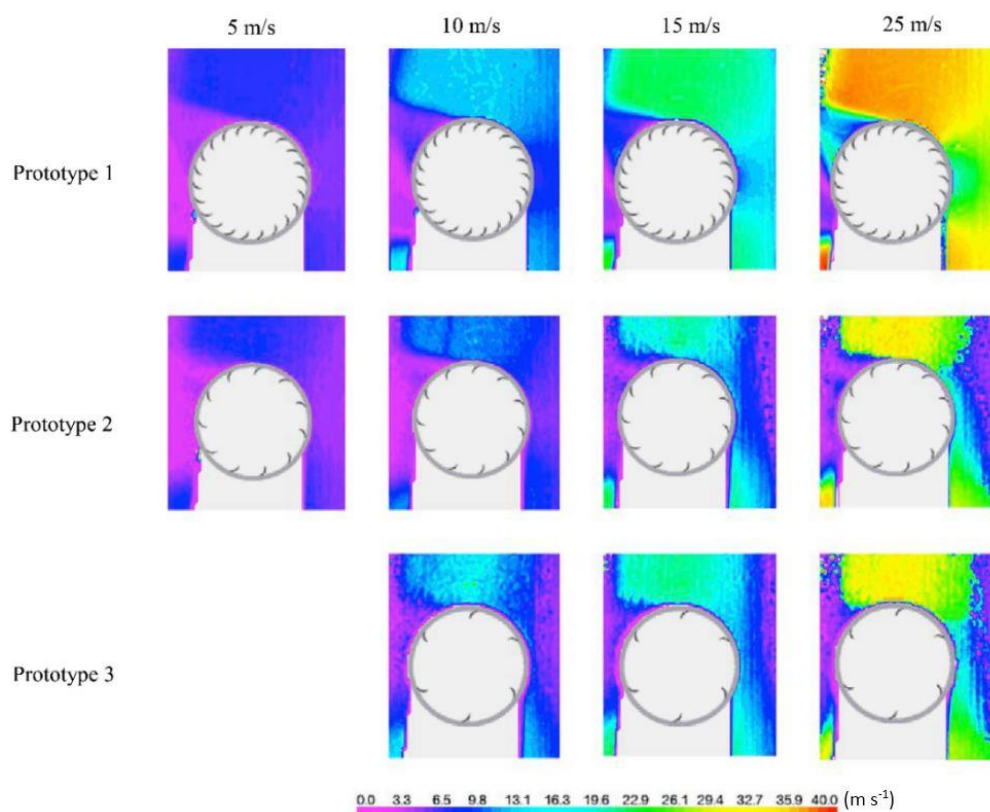 5 m/s 10 m/s 15 m/s 25 m/s
Prototype 1
Prototype 2
Prototype 3
0.0 3.3 6.5 9.8 13.1 16.3 19.6 22.9 26.1 29.4 32.7 35.9 40.0 (m s⁻¹)